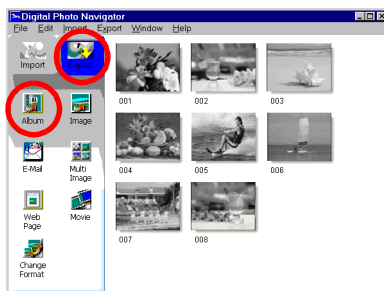 Digital Photo Navigator
File Edit Import Export Window Help
Import Export
Album Image
E-Mail Multi Image
Web Page Movie
Change Format
001 002 003
004 005 006
007 008